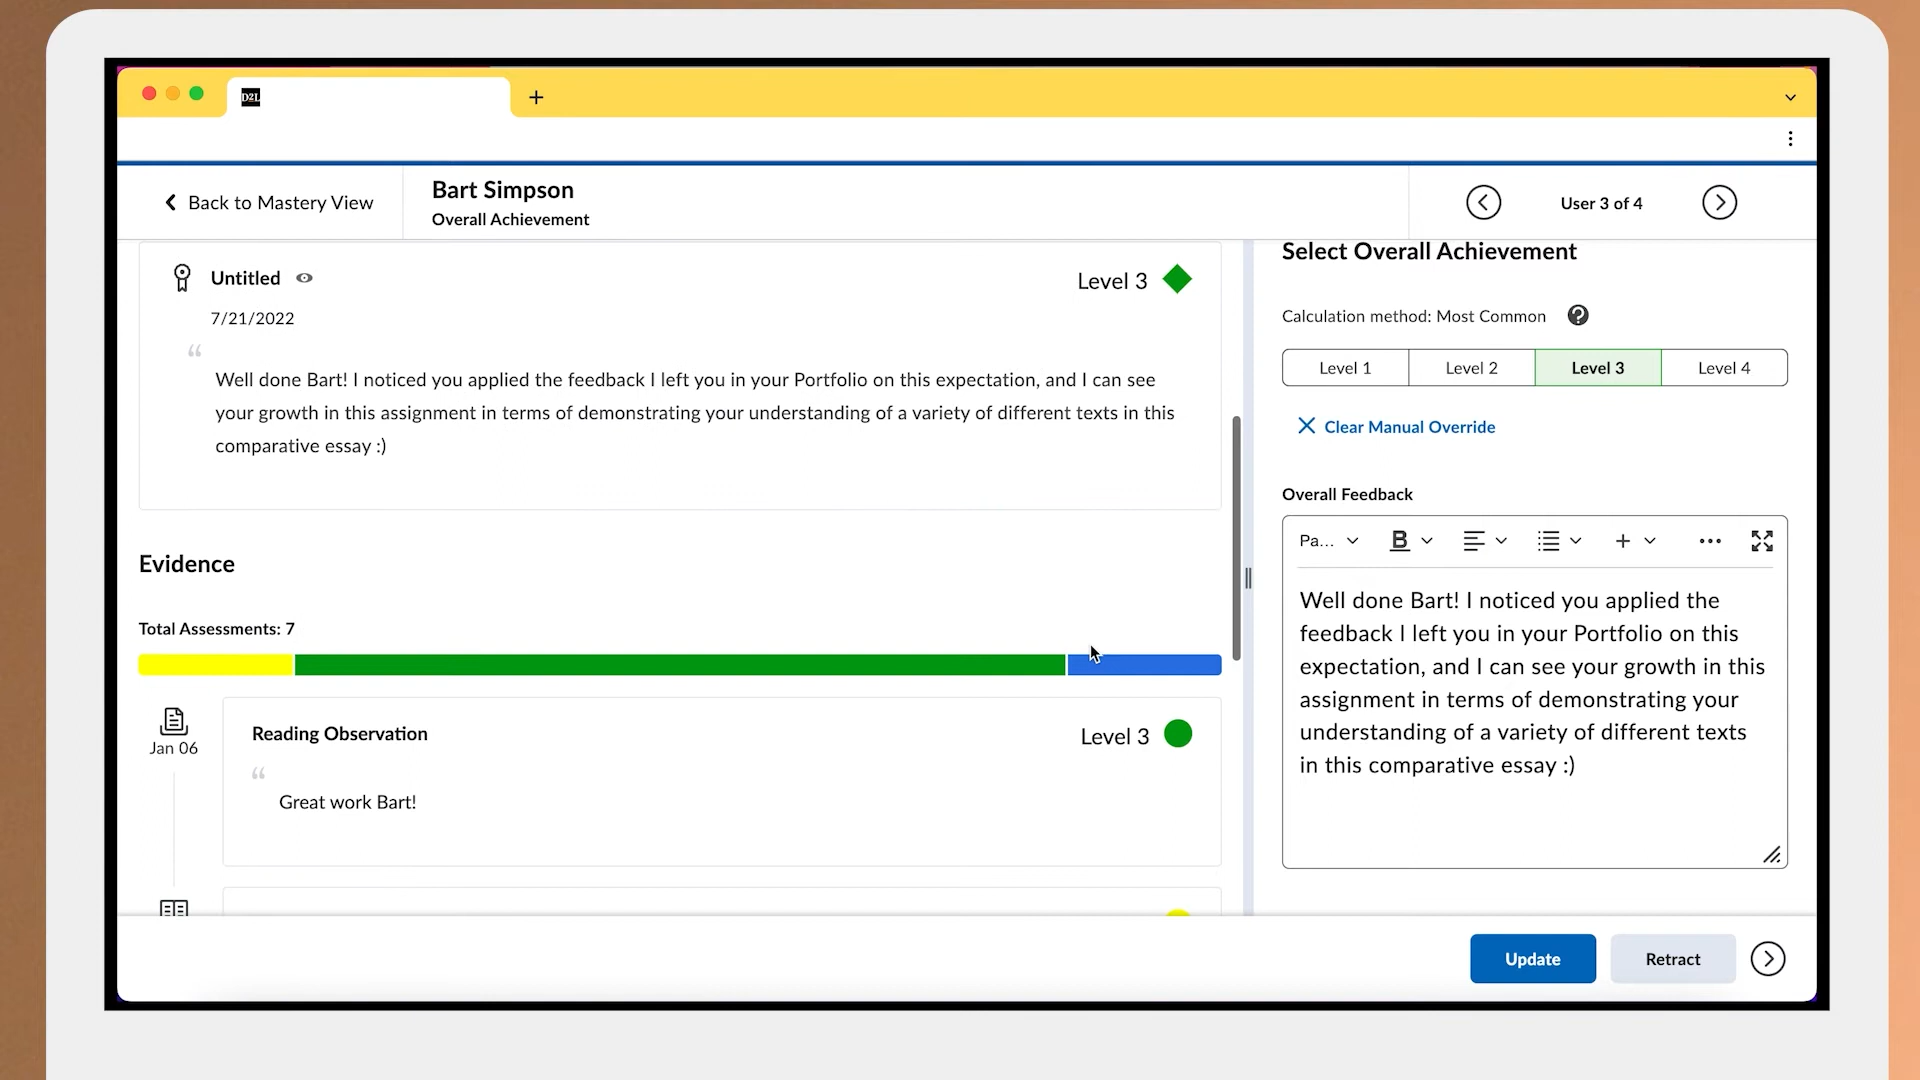 D2L
Back to Mastery View
Bart Simpson
Overall Achievement
User 3 of 4
Untitled
Level 3
7/21/2022
“
Well done Bart! I noticed you applied the feedback I left you in your Portfolio on this expectation, and I can see
your growth in this assignment in terms of demonstrating your understanding of a variety of different texts in this
comparative essay :)
Evidence
Total Assessments: 7
Jan 06
Reading Observation
Level 3
“
Great work Bart!
Select Overall Achievement
Calculation method: Most Common
Level 1
Level 2
Level 3
Level 4
Clear Manual Override
Overall Feedback
Pa...
B
Well done Bart! I noticed you applied the
feedback I left you in your Portfolio on this
expectation, and I can see your growth in this
assignment in terms of demonstrating your
understanding of a variety of different texts
in this comparative essay :)
Update
Retract